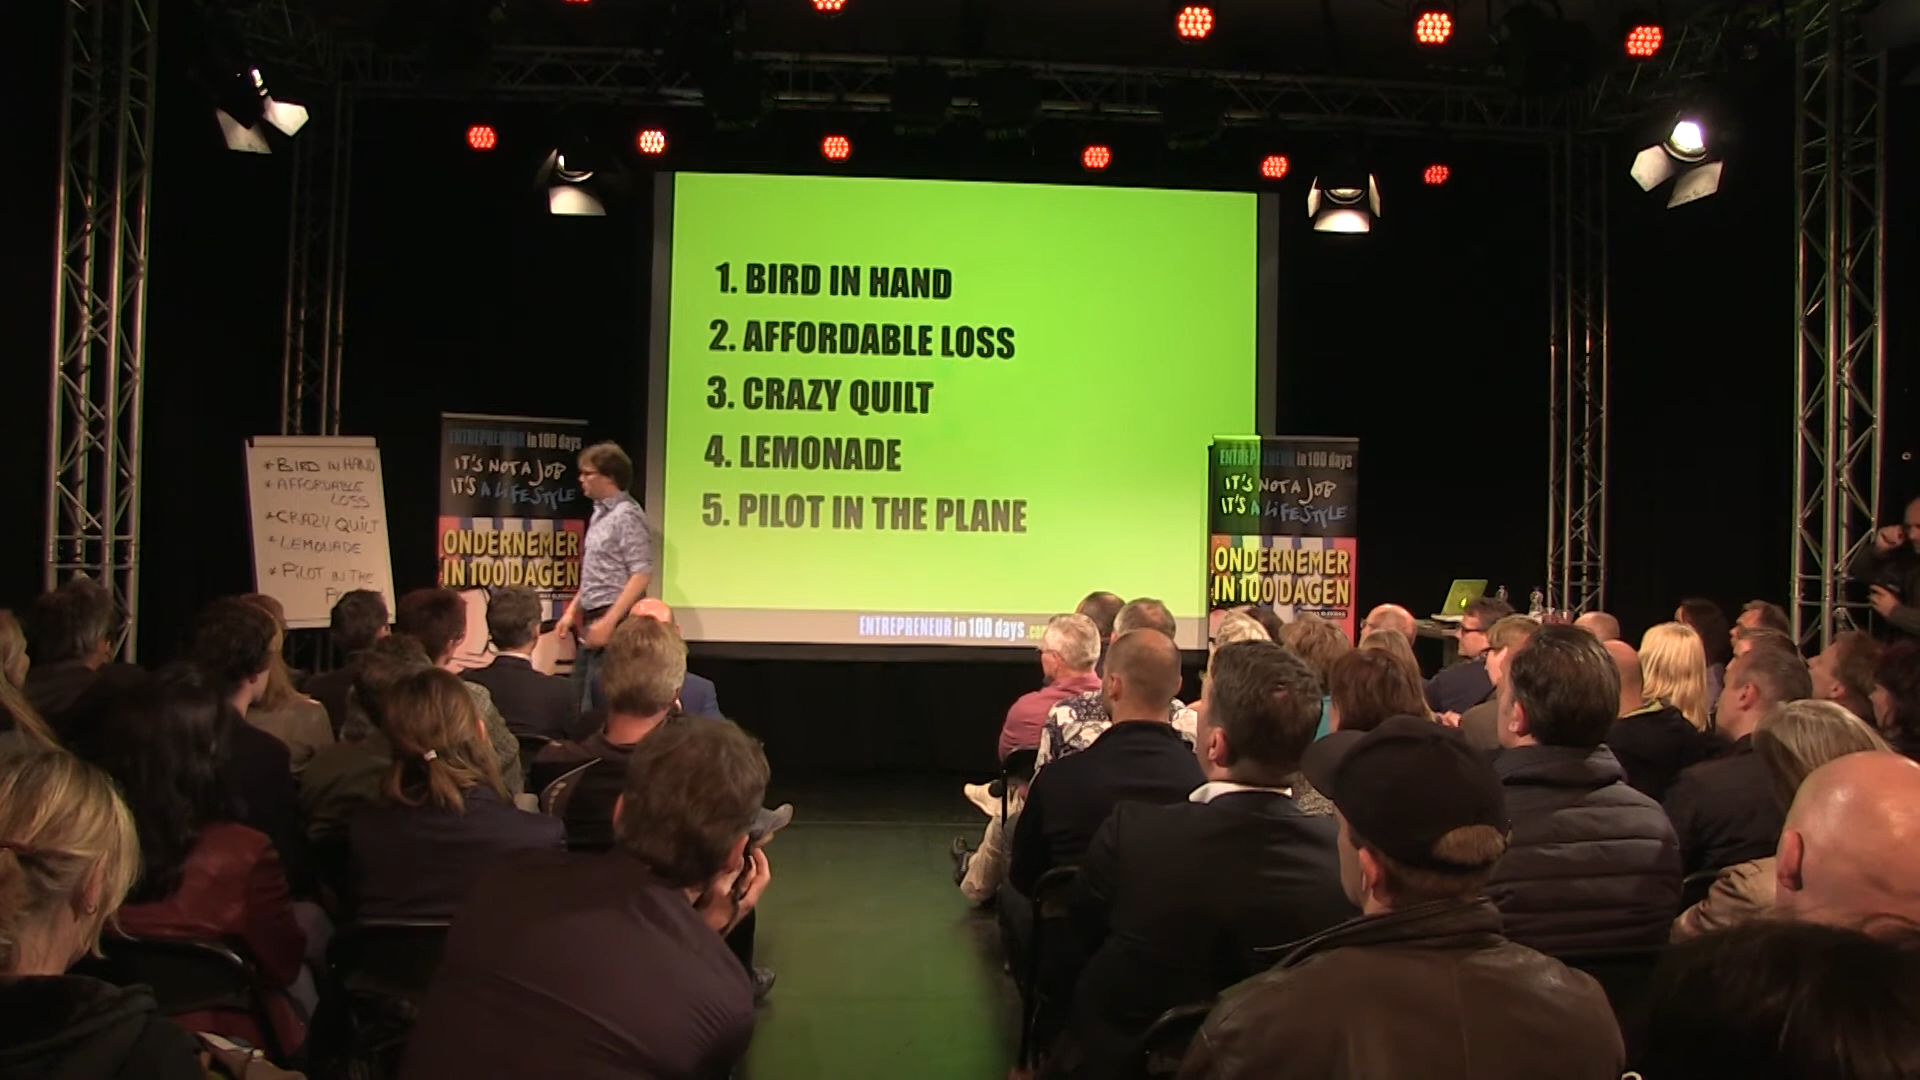 1. BIRD IN HAND
2. AFFORDABLE LOSS
3. CRAZY QUILT
4. LEMONADE
5. PILOT IN THE PLANE
ENTREPRENEUR in 100 days
* BIRD IN HAND
* AFFORDABLE
LOSS
* CRAZY QUILT
* LEMONADE
* PILOT IN THE
ENTREPRENEUR in 100 days
IT'S NOT A JOB
IT'S A LIFESTYLE
ONDERNEMER
IN 100 DAGEN
ENTREPRENEUR in 100 days
IT'S NOT A JOB
IT'S A LIFESTYLE
ONDERNEMER
IN 100 DAGEN